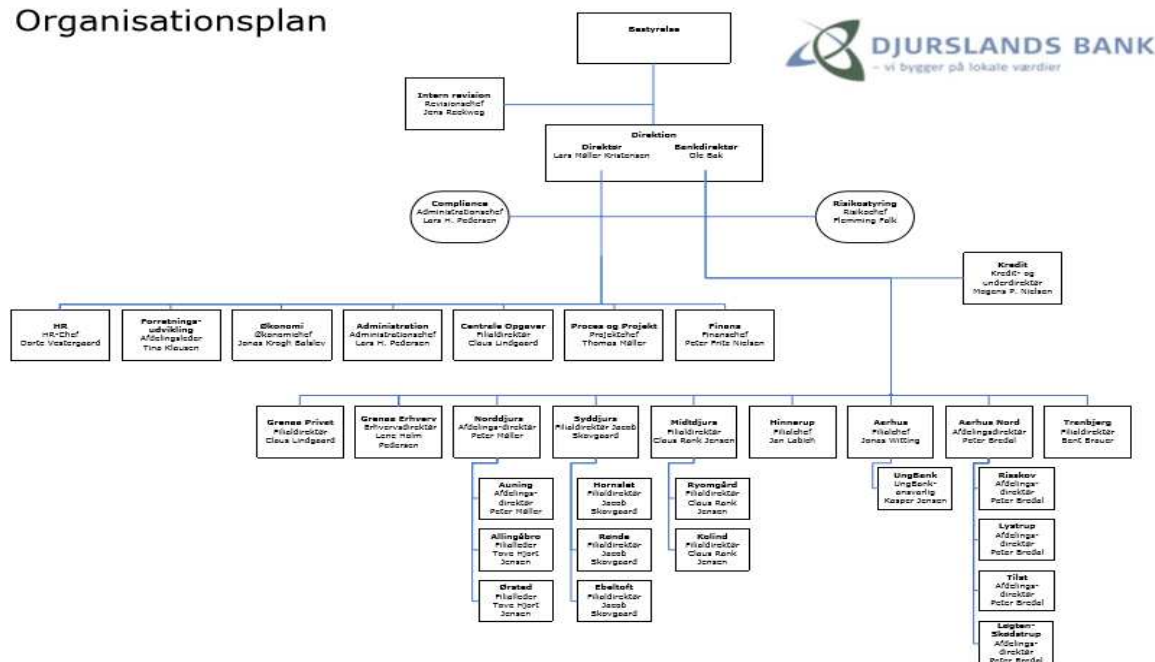 Organisationsplan
DJURSLANDS BANK
– vi bygger på lokale værdier
Bestyrelse
Intern revision
Revisionschef
Jens Reckweg
Direktion
Direktør
Lars Møller Kristensen
Bankdirektør
Ole Bak
Compliance
Administrationschef
Lars H. Pedersen
Risikostyring
Risikochef
Flemming Falk
Kredit
Kredit- og
underdirektør
Mogens P. Nielsen
HR
HR-Chef
Dorte Vestergaard
Forretnings-
udvikling
Afdelingsleder
Tina Klausen
Økonomi
Økonomichef
Jonas Krogh Balslev
Administration
Administrationschef
Lars H. Pedersen
Centrale Opgaver
Filialdirektør
Claus Lindgaard
Proces og Projekt
Projektchef
Thomas Møller
Finans
Finanschef
Peter Frits Nielsen
Grenaa Privat
Filialdirektør
Claus Lindgaard
Grenaa Erhverv
Erhvervsdirektør
Lene Holm
Pedersen
Norddjurs
Afdelings-direktør
Peter Møller
Syddjurs
Filialdirektør Jacob
Skovgaard
Midtdjurs
Filialdirektør
Claus Rank Jensen
Hinnerup
Filialchef
Jan Labich
Aarhus
Filialchef
Jonas Witting
Aarhus Nord
Afdelingsdirektør
Peter Bredal
Tranbjerg
Filialdirektør
Bent Brauer
Auning
Afdelings-
direktør
Peter Møller
Allingåbro
Filialleder
Tove Hjort
Jensen
Ørsted
Filialleder
Tove Hjort
Jensen
Hornslet
Filialdirektør
Jacob
Skovgaard
Rønde
Filialdirektør
Jacob
Skovgaard
Ebeltoft
Filialdirektør
Jacob
Skovgaard
Ryomgård
Filialdirektør
Claus Rank
Jensen
Kolind
Filialdirektør
Claus Rank
Jensen
UngBank
UngBank-
ansvarlig
Kasper Jensen
Risskov
Afdelings-
direktør
Peter Bredal
Lystrup
Afdelings-
direktør
Peter Bredal
Tilst
Afdelings-
direktør
Peter Bredal
Løgten-
Skødstrup
Afdelings-
direktør
Peter Bredal